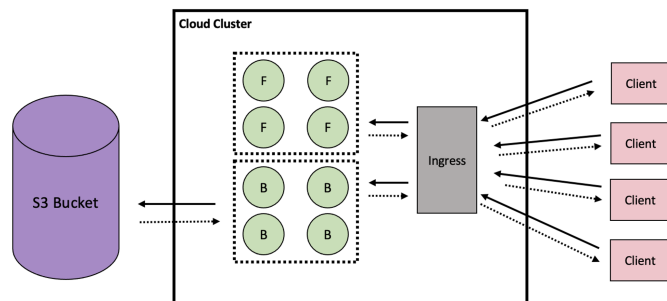 Cloud Cluster
F F
F F
B B
B B
S3 Bucket
Ingress
Client
Client
Client
Client